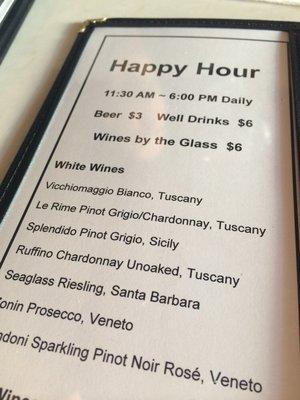 Happy Hour
11:30 AM ~ 6:00 PM Daily
Beer $3 Well Drinks $6
Wines by the Glass $6
White Wines
Vicchiomaggio Bianco, Tuscany
Le Rime Pinot Grigio/Chardonnay, Tuscany
Splendido Pinot Grigio, Sicily
Ruffino Chardonnay Unoaked, Tuscany
Seaglass Riesling, Santa Barbara
Prosecco, Veneto
Sparkling Pinot Noir Rosé, Veneto